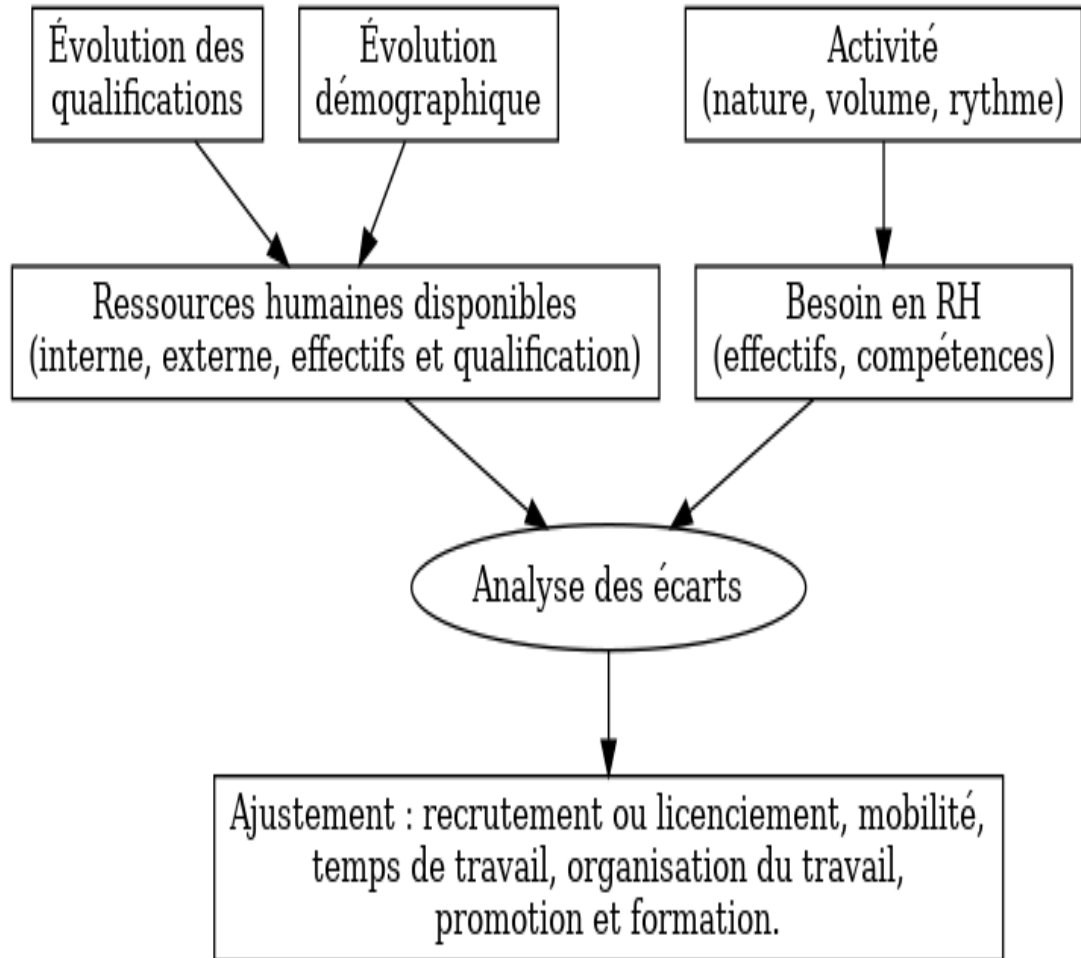 Évolution des
qualifications
Évolution
démographique
Activité
(nature, volume, rythme)
Ressources humaines disponibles
(interne, externe, effectifs et qualification)
Besoin en RH
(effectifs, compétences)
Analyse des écarts
Ajustement : recrutement ou licenciement, mobilité,
temps de travail, organisation du travail,
promotion et formation.